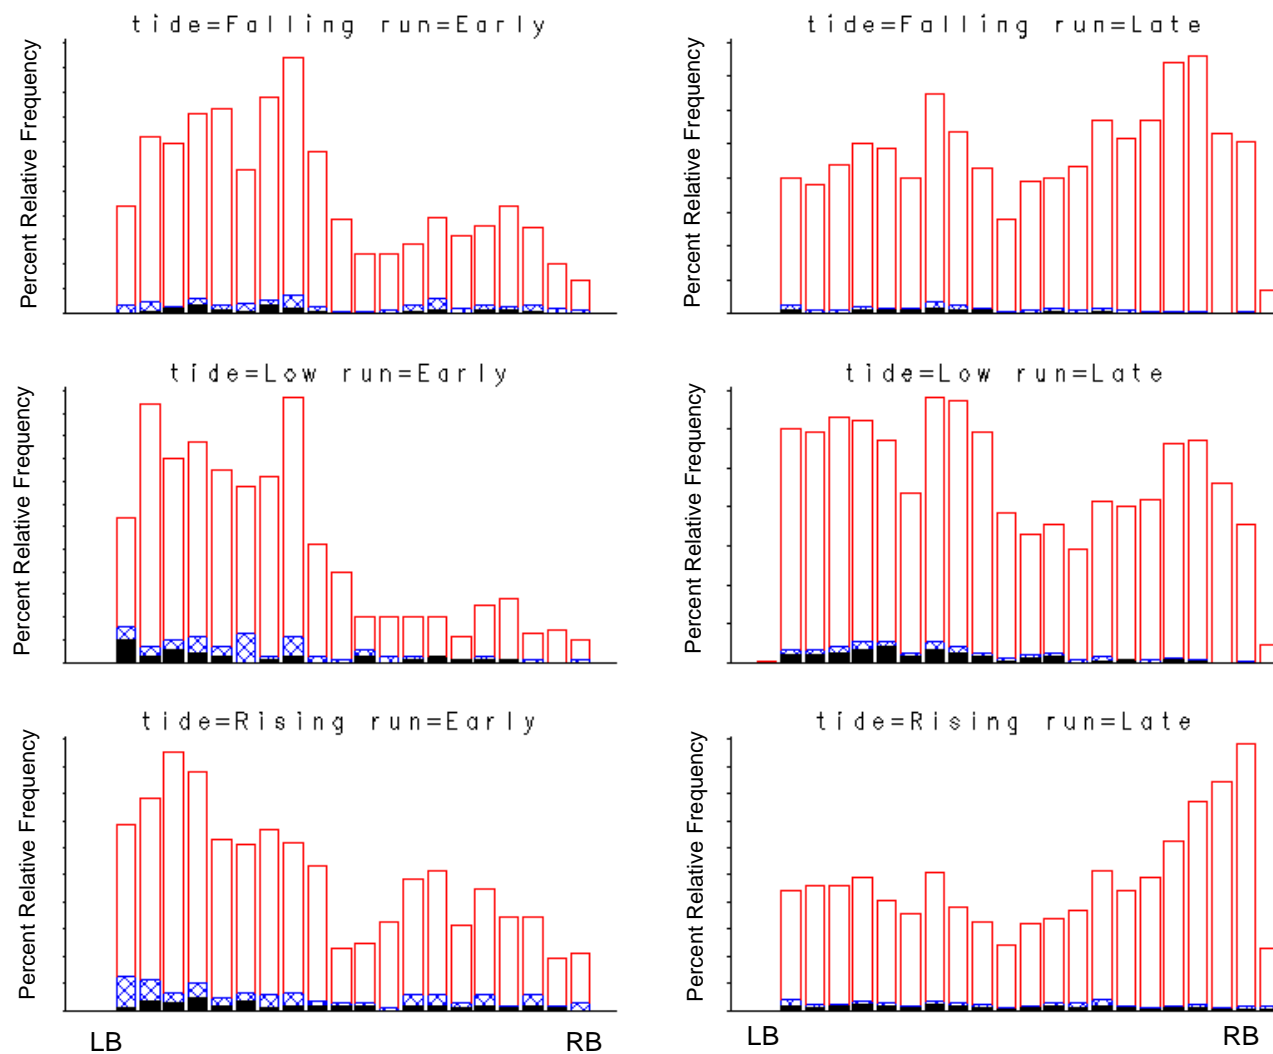 tide=Falling run=Early
Percent Relative Frequency
tide=Falling run=Late
Percent Relative Frequency
tide=Low run=Early
Percent Relative Frequency
tide=Low run=Late
Percent Relative Frequency
tide=Rising run=Early
Percent Relative Frequency
tide=Rising run=Late
Percent Relative Frequency
LB RB
LB RB